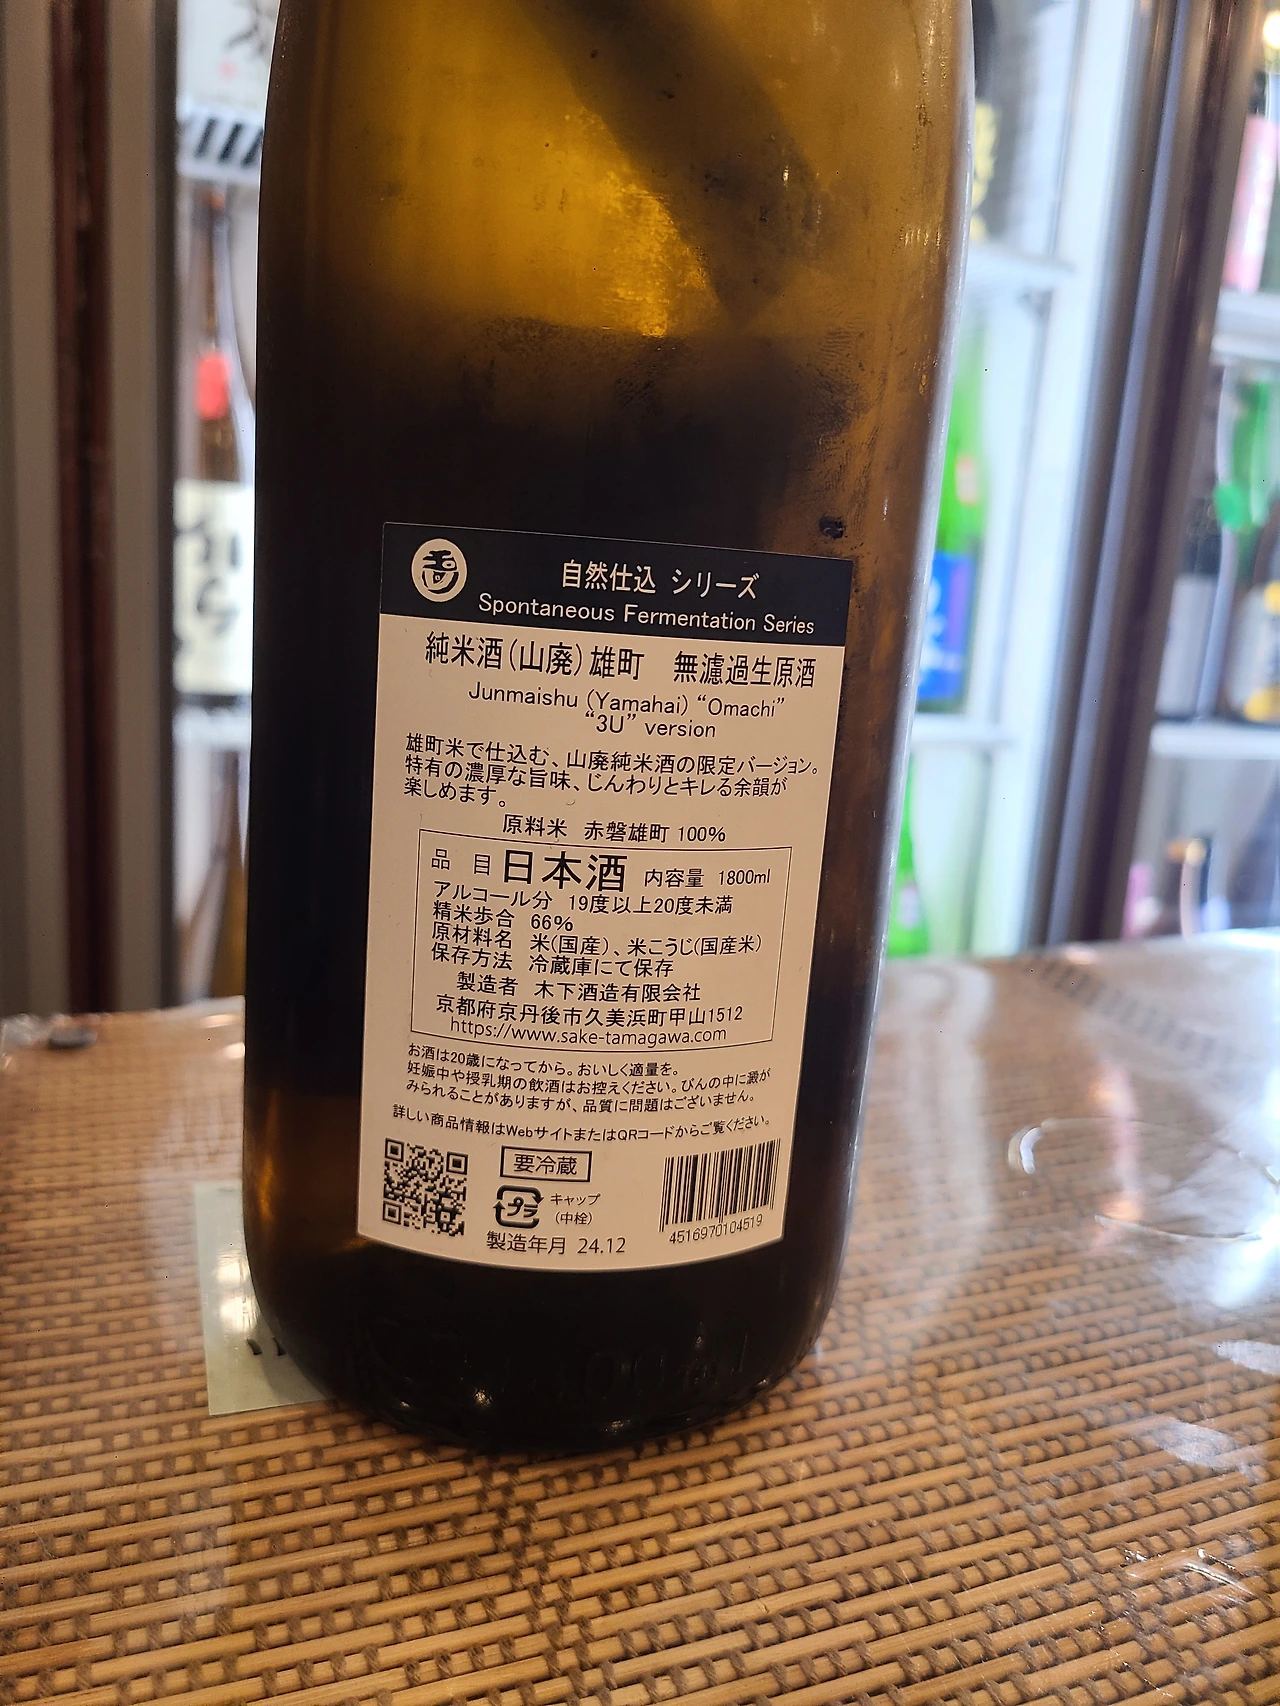 自然仕込 シリーズ
Spontaneous Fermentation Series
純米酒(山廃)雄町 無濾過生原酒
Junmaishu (Yamahai) “Omachi”
“3U” version
雄町米で仕込む、山廃純米酒の限定バージョン。
特有の濃厚な旨味、じんわりとキレる余韻が
楽しめます。
原料米 赤磐雄町 100%
品 目 日本酒 内容量 1800ml
アルコール分 19度以上20度未満
精米歩合 66%
原材料名 米(国産)、米こうじ(国産米)
保存方法 冷蔵庫にて保存
製造者 木下酒造有限会社
京都府京丹後市久美浜町甲山1512
https://www.sake-tamagawa.com
お酒は20歳になってから。おいしく適量を。
妊娠中や授乳期の飲酒はお控えください。びんの中に澱が
みられることがありますが、品質に問題はございません。
詳しい商品情報はWebサイトまたはQRコードからご覧ください。
要冷蔵
プラ
キャップ
(中栓)
4516970104519
製造年月 24.12